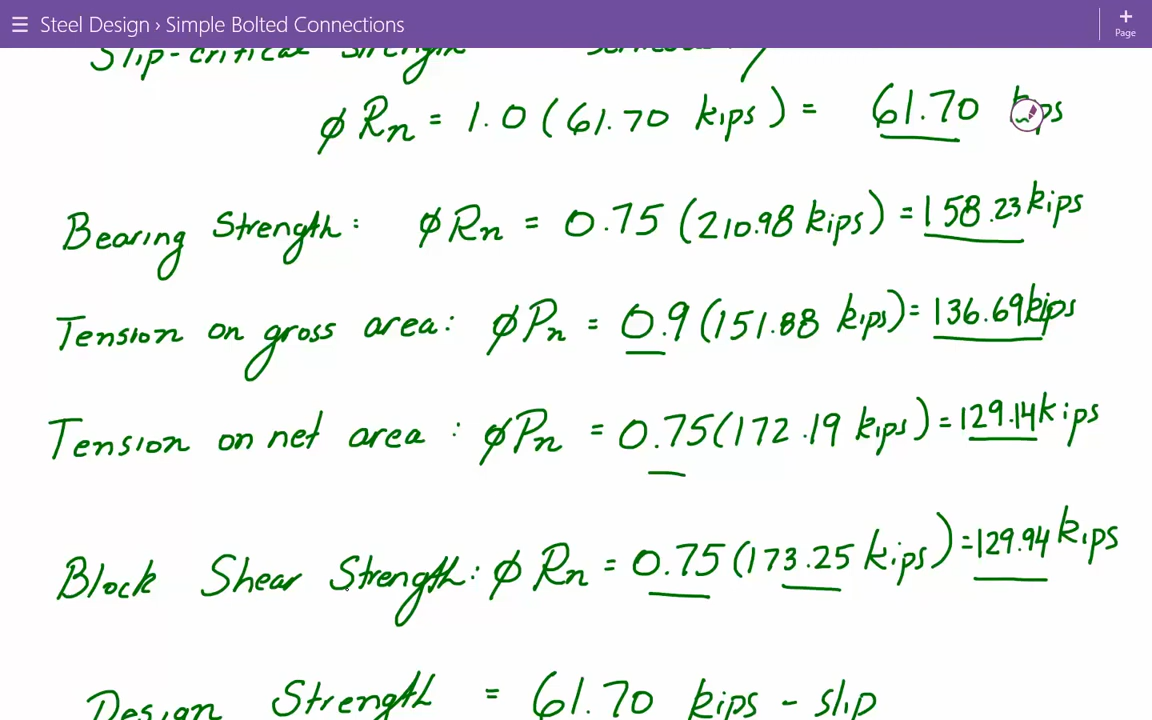 Steel Design › Simple Bolted Connections
Page
Slip-critical Strength
φRn = 1.0 (61.70 kips) = 61.70 kips
Bearing Strength: φRn = 0.75 (210.98 kips) = 158.23 kips
Tension on gross area: φPn = 0.9 (151.88 kips) = 136.69 kips
Tension on net area: φPn = 0.75 (172.19 kips) = 129.14 kips
Block Shear Strength: φRn = 0.75 (173.25 kips) = 129.94 kips
Design Strength = 61.70 kips - slip